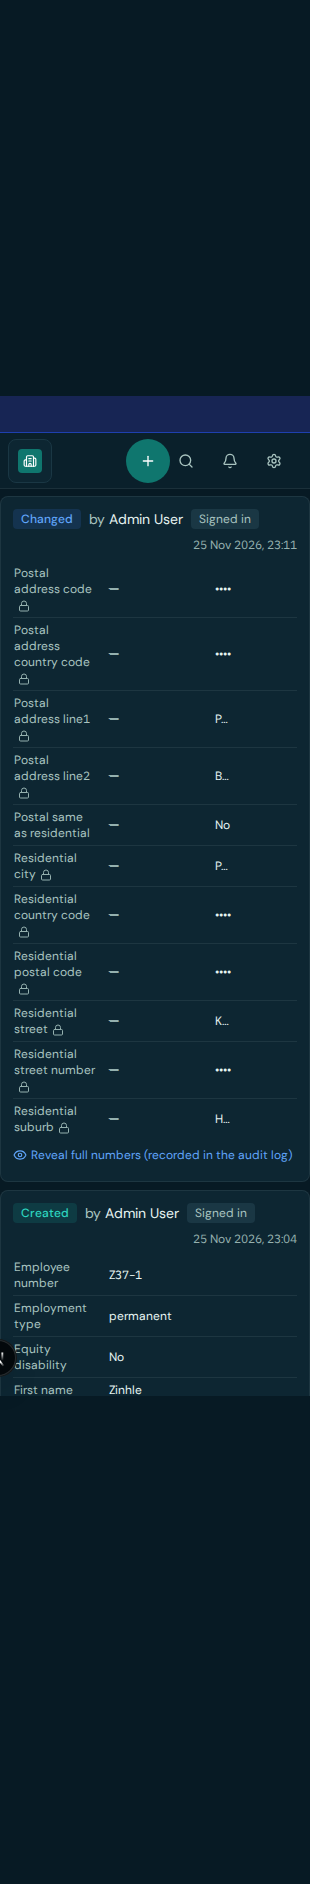 Changed by Admin User Signed in
25 Nov 2026, 23:11
Postal
address code — ••••
Postal
address
country code — ••••
Postal
address line1 — P...
Postal
address line2 — B...
Postal same
as residential — No
Residential
city — P...
Residential
country code — ••••
Residential
postal code — ••••
Residential
street — K...
Residential
street number — ••••
Residential
suburb — H...
Reveal full numbers (recorded in the audit log)
Created by Admin User Signed in
25 Nov 2026, 23:04
Employee
number Z37-1
Employment
type permanent
Equity
disability No
First name Zinhle